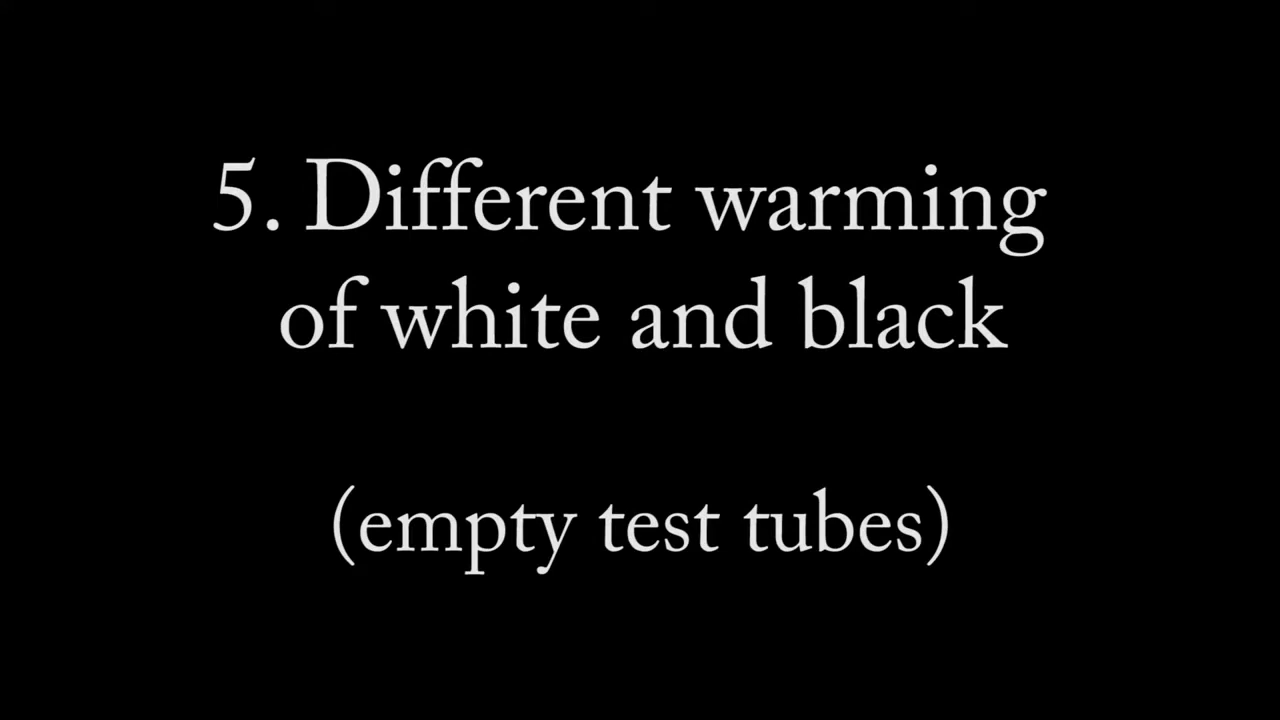 5. Different warming
of white and black
(empty test tubes)